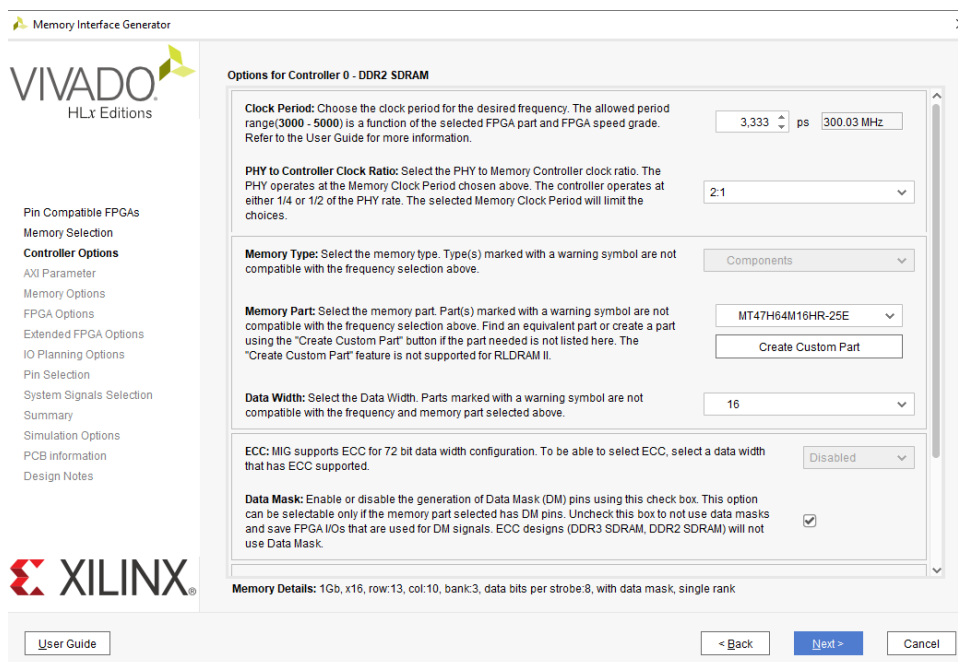 Memory Interface Generator
VIVADO.
HLx Editions
Pin Compatible FPGAs
Memory Selection
Controller Options
AXI Parameter
Memory Options
FPGA Options
Extended FPGA Options
IO Planning Options
Pin Selection
System Signals Selection
Summary
Simulation Options
PCB information
Design Notes
XILINX®
Options for Controller 0 - DDR2 SDRAM
Clock Period: Choose the clock period for the desired frequency. The allowed period
range(3000 - 5000) is a function of the selected FPGA part and FPGA speed grade.
Refer to the User Guide for more information.
3,333 ps 300.03 MHz
PHY to Controller Clock Ratio: Select the PHY to Memory Controller clock ratio. The
PHY operates at the Memory Clock Period chosen above. The controller operates at
either 1/4 or 1/2 of the PHY rate. The selected Memory Clock Period will limit the
choices.
2:1
Memory Type: Select the memory type. Type(s) marked with a warning symbol are not
compatible with the frequency selection above.
Components
Memory Part: Select the memory part. Part(s) marked with a warning symbol are not
compatible with the frequency selection above. Find an equivalent part or create a part
using the "Create Custom Part" button if the part needed is not listed here. The
"Create Custom Part" feature is not supported for RLDRAM II.
MT47H64M16HR-25E
Create Custom Part
Data Width: Select the Data Width. Parts marked with a warning symbol are not
compatible with the frequency and memory part selected above.
16
ECC: MIG supports ECC for 72 bit data width configuration. To be able to select ECC, select a data width
that has ECC supported.
Disabled
Data Mask: Enable or disable the generation of Data Mask (DM) pins using this check box. This option
can be selectable only if the memory part selected has DM pins. Uncheck this box to not use data masks
and save FPGA I/Os that are used for DM signals. ECC designs (DDR3 SDRAM, DDR2 SDRAM) will not
use Data Mask.
Memory Details: 1Gb, x16, row:13, col:10, bank:3, data bits per strobe:8, with data mask, single rank
User Guide
< Back
Next >
Cancel